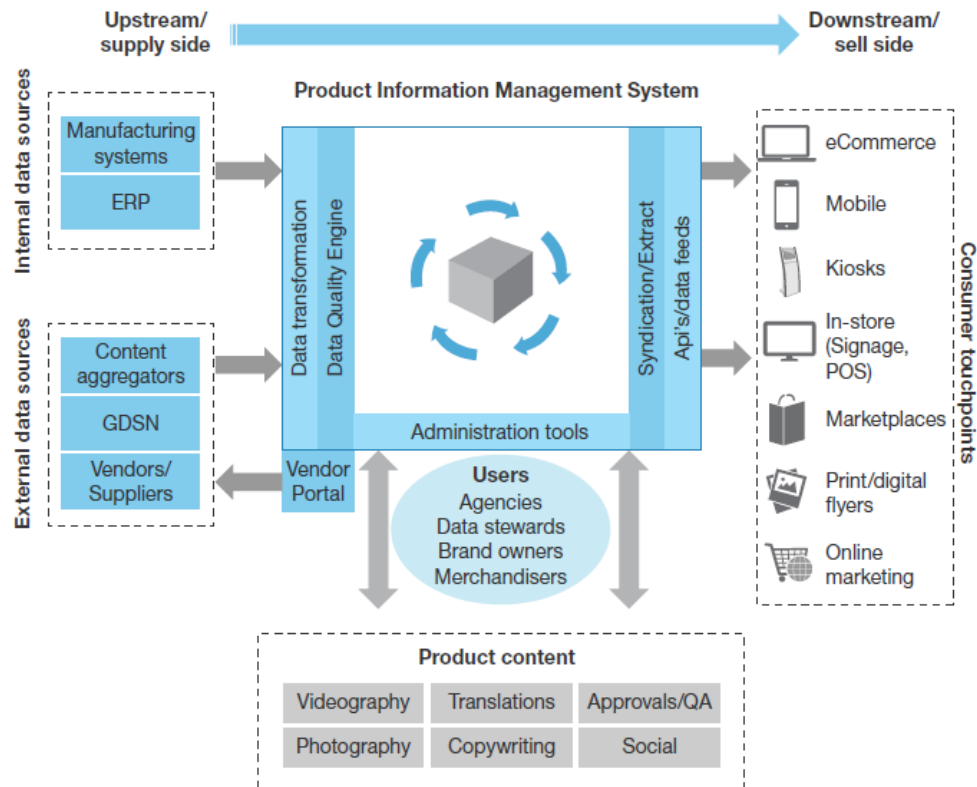 Upstream/
supply side
Downstream/
sell side
Product Information Management System
Internal data sources
Manufacturing
systems
ERP
External data sources
Content
aggregators
GDSN
Vendors/
Suppliers
Data transformation
Data Quality Engine
Vendor
Portal
Syndication/Extract
Api's/data feeds
Administration tools
Users
Agencies
Data stewards
Brand owners
Merchandisers
Consumer touchpoints
eCommerce
Mobile
Kiosks
In-store
(Signage,
POS)
Marketplaces
Print/digital
flyers
Online
marketing
Product content
Videography
Translations
Approvals/QA
Photography
Copywriting
Social